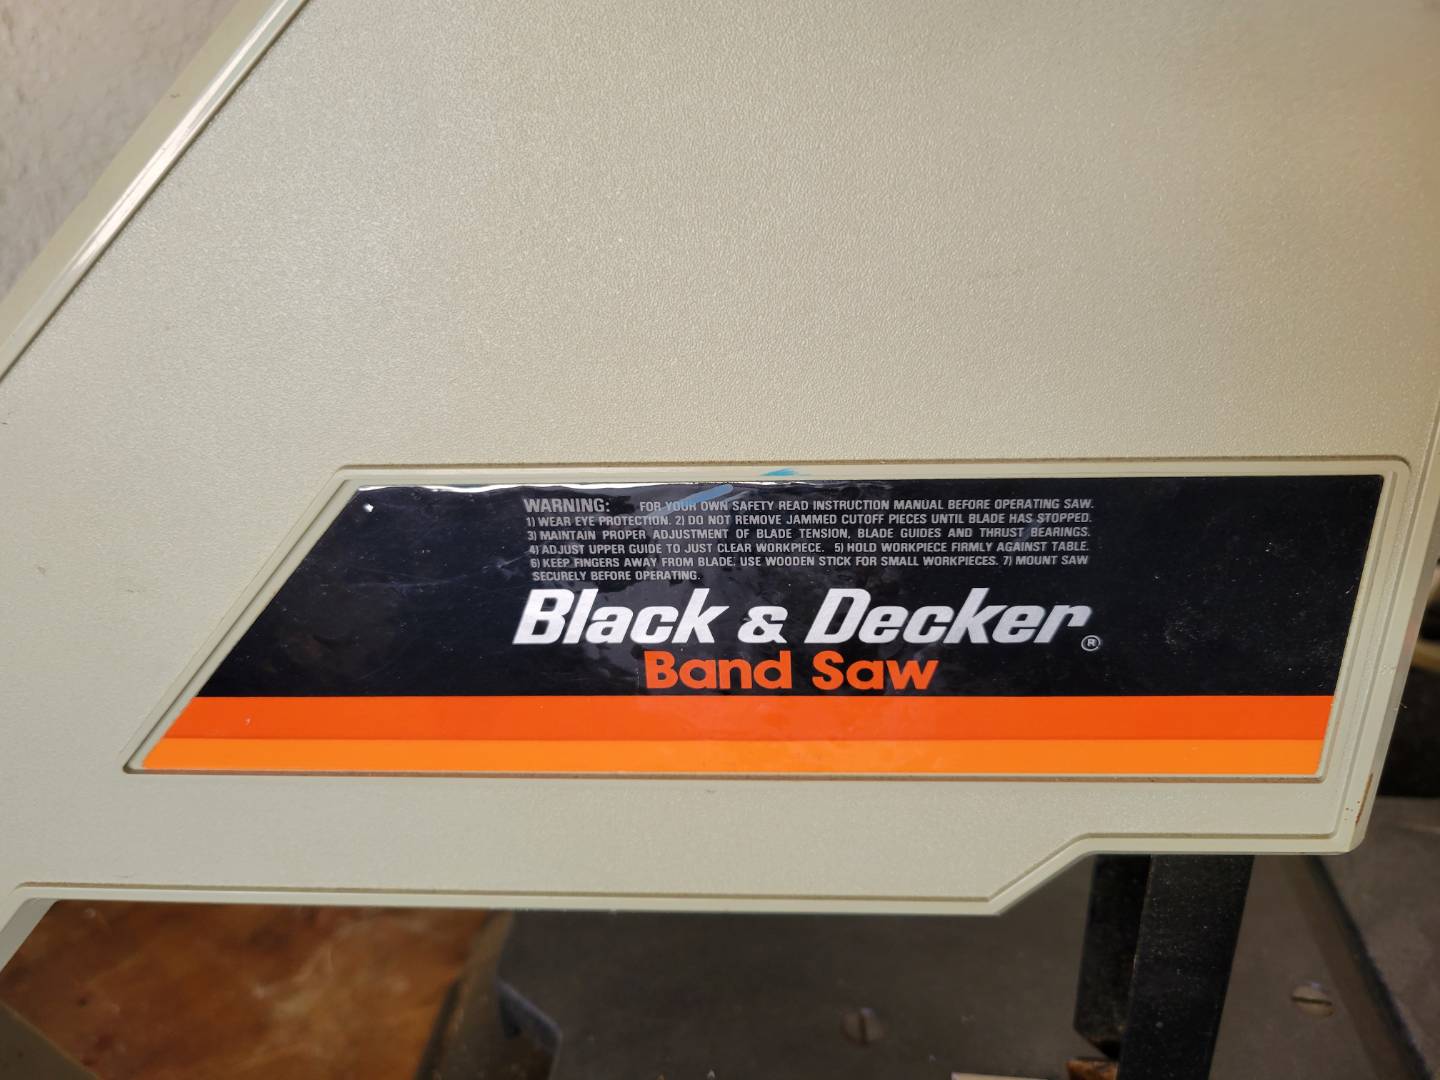 WARNING: FOR YOUR OWN SAFETY READ INSTRUCTION MANUAL BEFORE OPERATING SAW.
1) WEAR EYE PROTECTION. 2) DO NOT REMOVE JAMMED CUTOFF PIECES UNTIL BLADE HAS STOPPED.
3) MAINTAIN PROPER ADJUSTMENT OF BLADE TENSION, BLADE GUIDES AND THRUST BEARINGS.
4) ADJUST UPPER GUIDE TO JUST CLEAR WORKPIECE. 5) HOLD WORKPIECE FIRMLY AGAINST TABLE.
6) KEEP FINGERS AWAY FROM BLADE. USE WOODEN STICK FOR SMALL WORKPIECES. 7) MOUNT SAW
SECURELY BEFORE OPERATING.
Black & Decker®
Band Saw